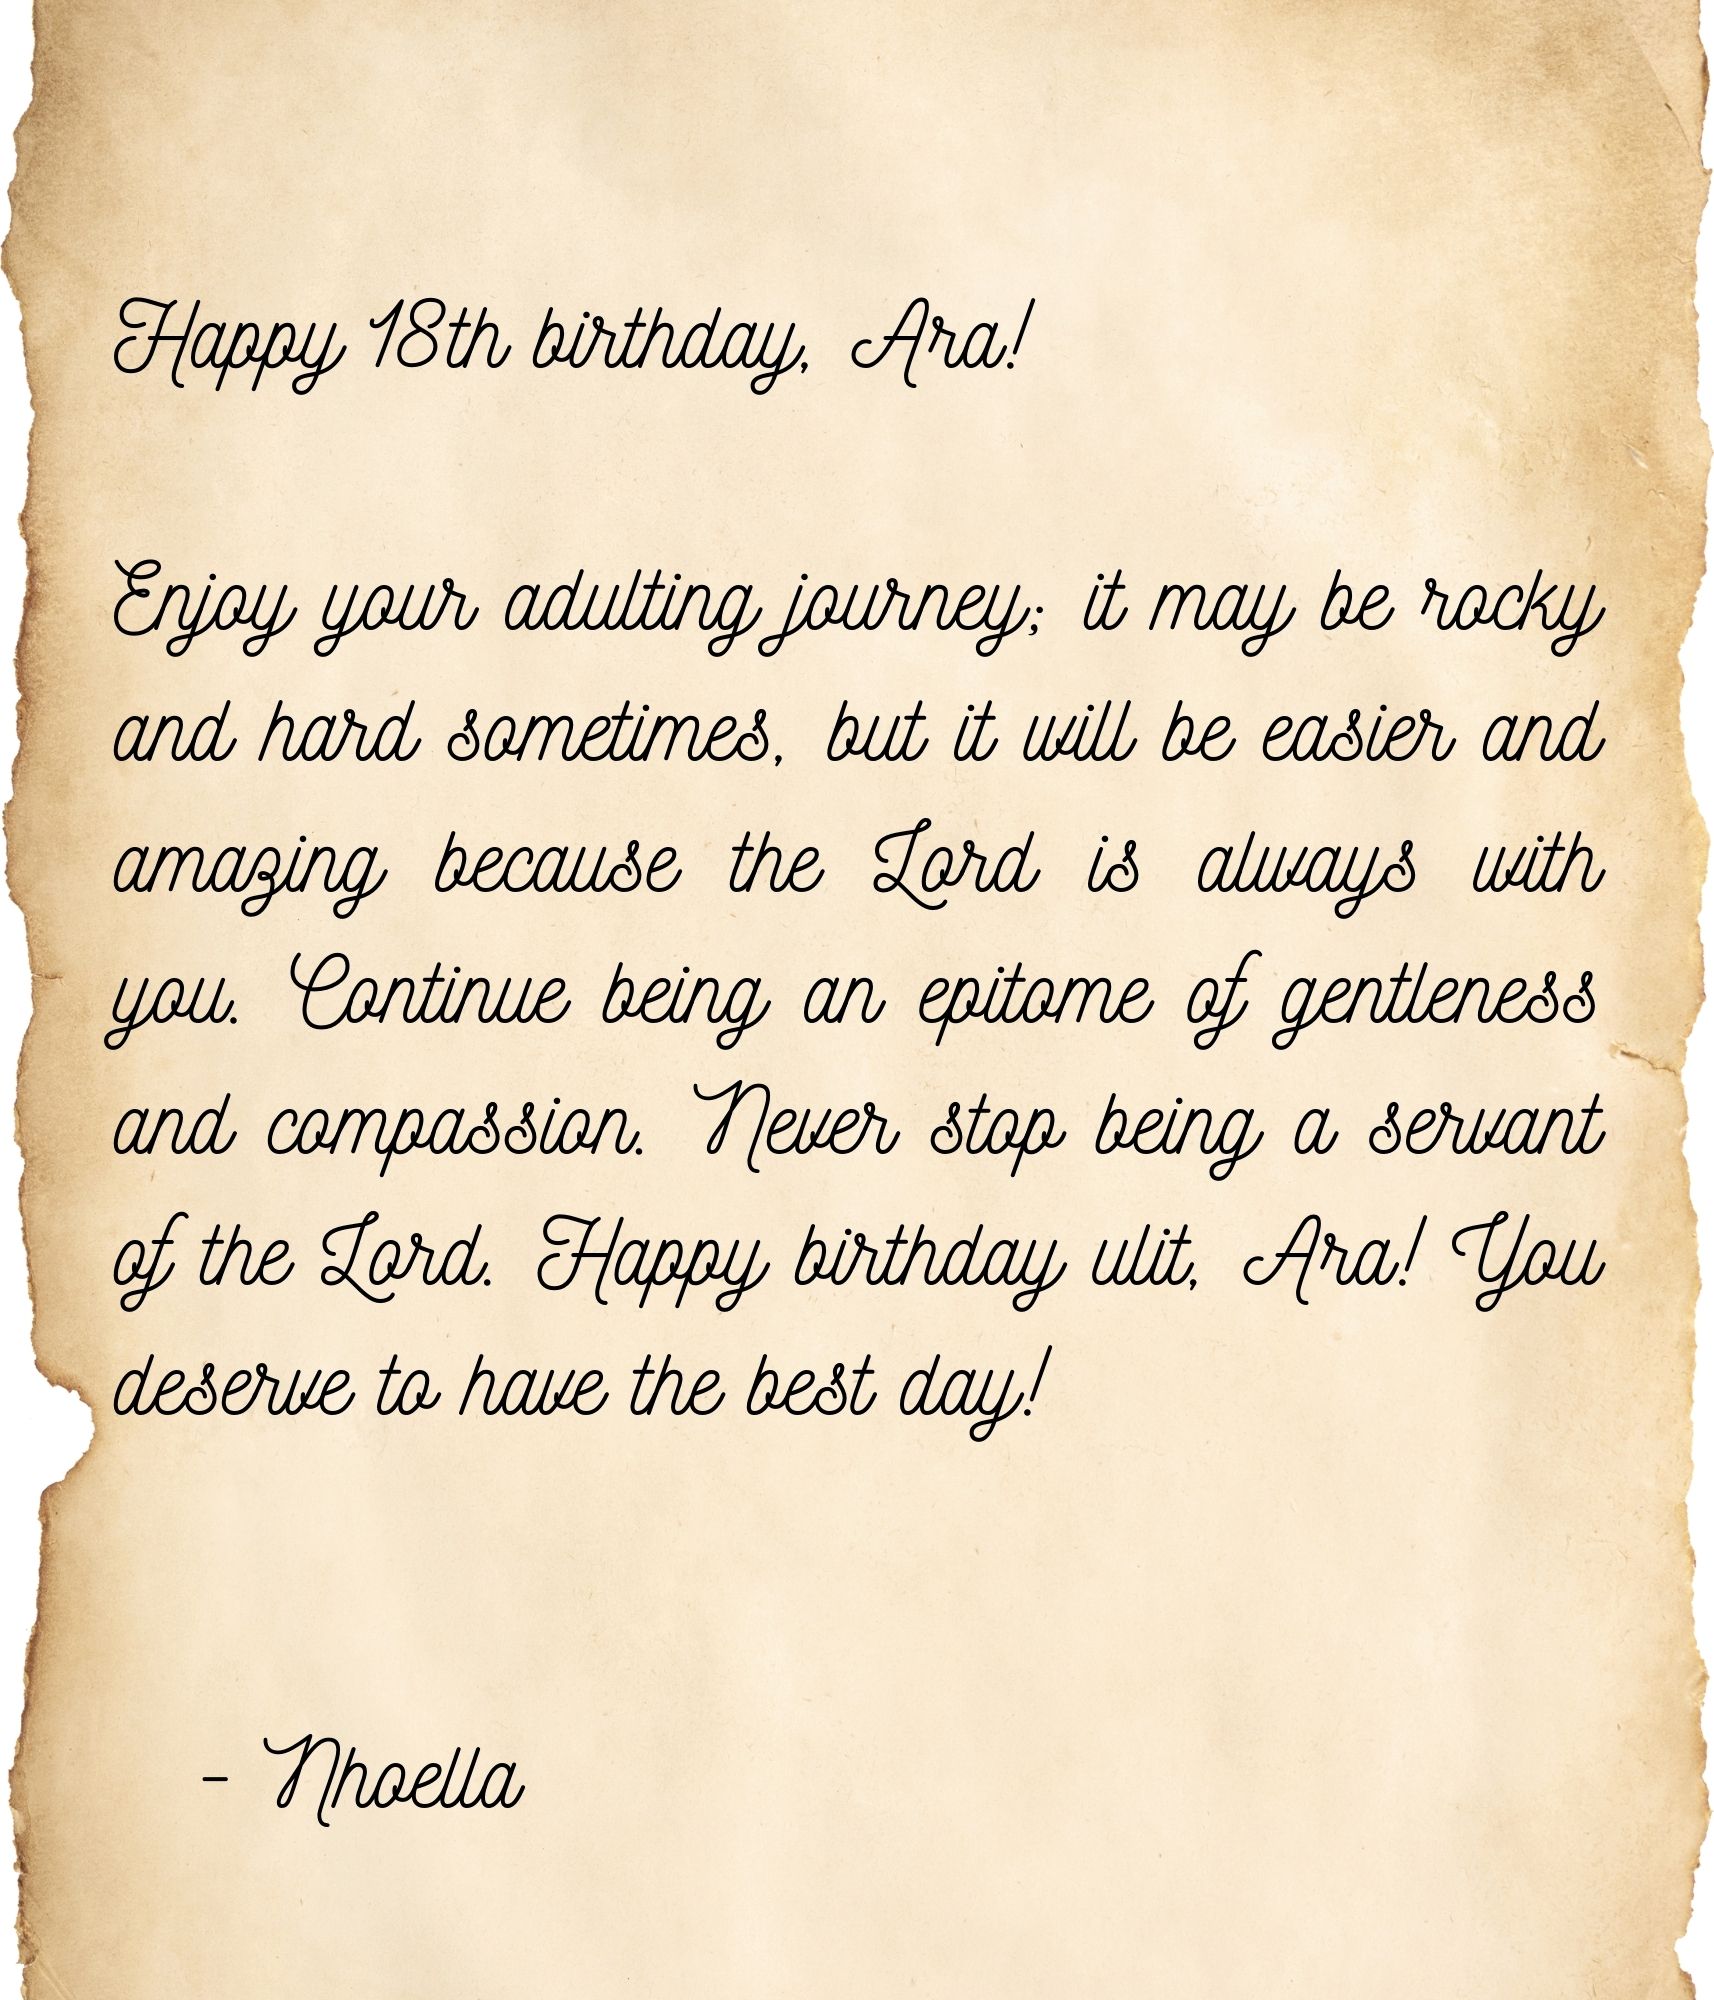 Happy 18th birthday, Ara!
Enjoy your adulting journey; it may be rocky
and hard sometimes, but it will be easier and
amazing because the Lord is always with
you. Continue being an epitome of gentleness
and compassion. Never stop being a servant
of the Lord. Happy birthday ulit, Ara! You
deserve to have the best day!
- Nhoella